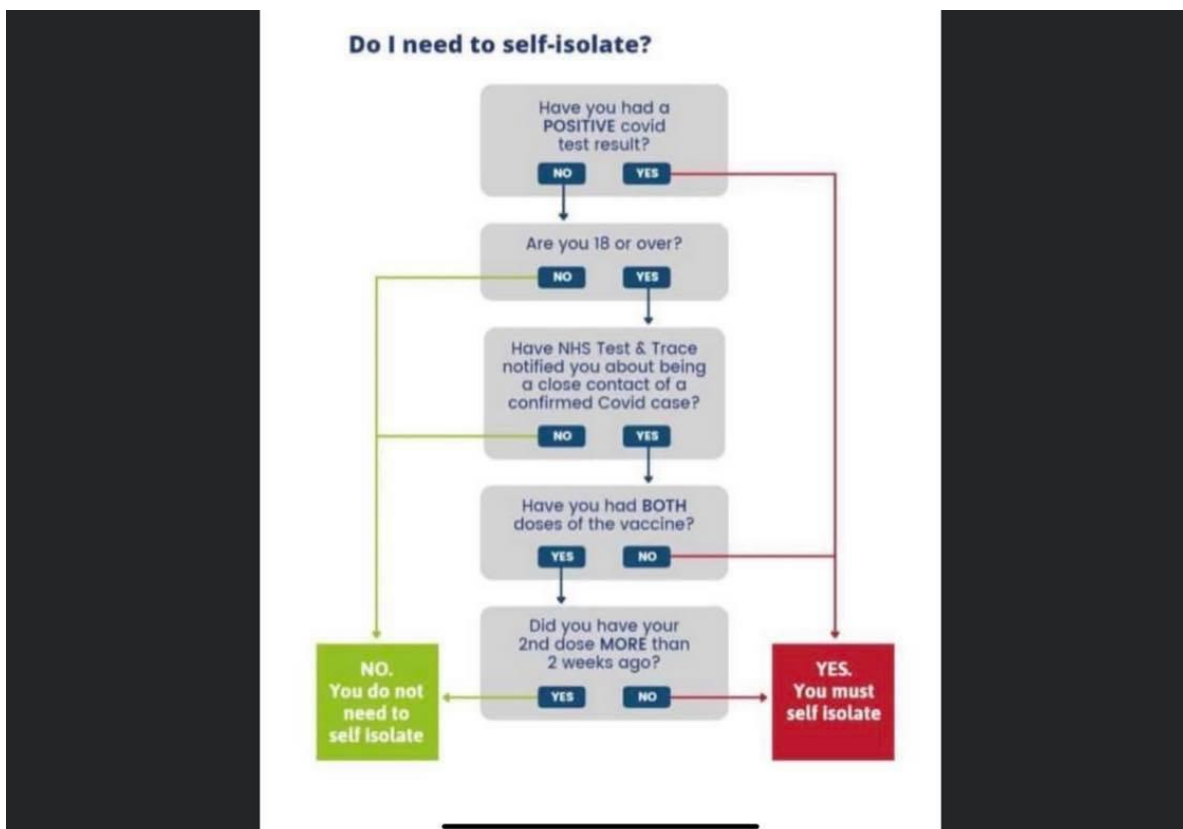 Do I need to self-isolate?
Have you had a
POSITIVE covid
test result?
NO YES
Are you 18 or over?
NO YES
Have NHS Test & Trace
notified you about being
a close contact of a
confirmed Covid case?
NO YES
Have you had BOTH
doses of the vaccine?
YES NO
Did you have your
2nd dose MORE than
2 weeks ago?
YES NO
NO.
You do not
need to
self isolate
YES.
You must
self isolate